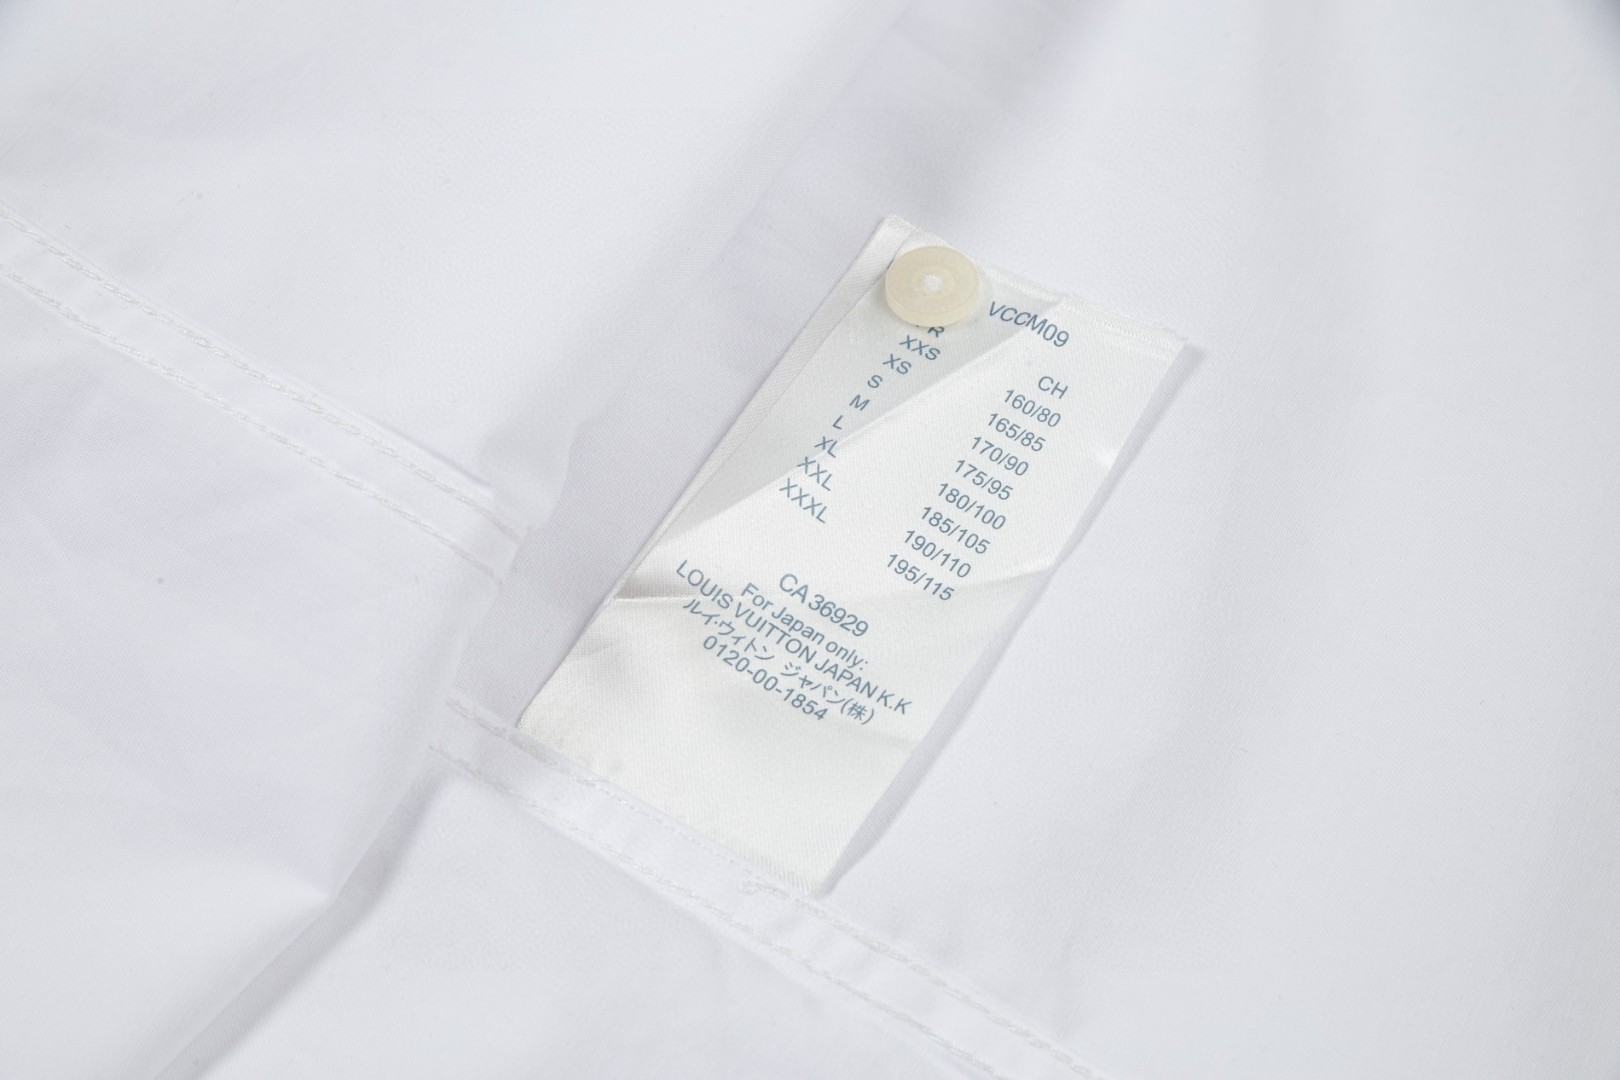 VCCM09
FR CH
XXS 160/80
XS 165/85
S 170/90
M 175/95
L 180/100
XL 185/105
XXL 190/110
XXXL 195/115
CA 36929
For Japan only:
LOUIS VUITTON JAPAN K.K
ルイ·ヴィトン ジャパン(株)
0120-00-1854